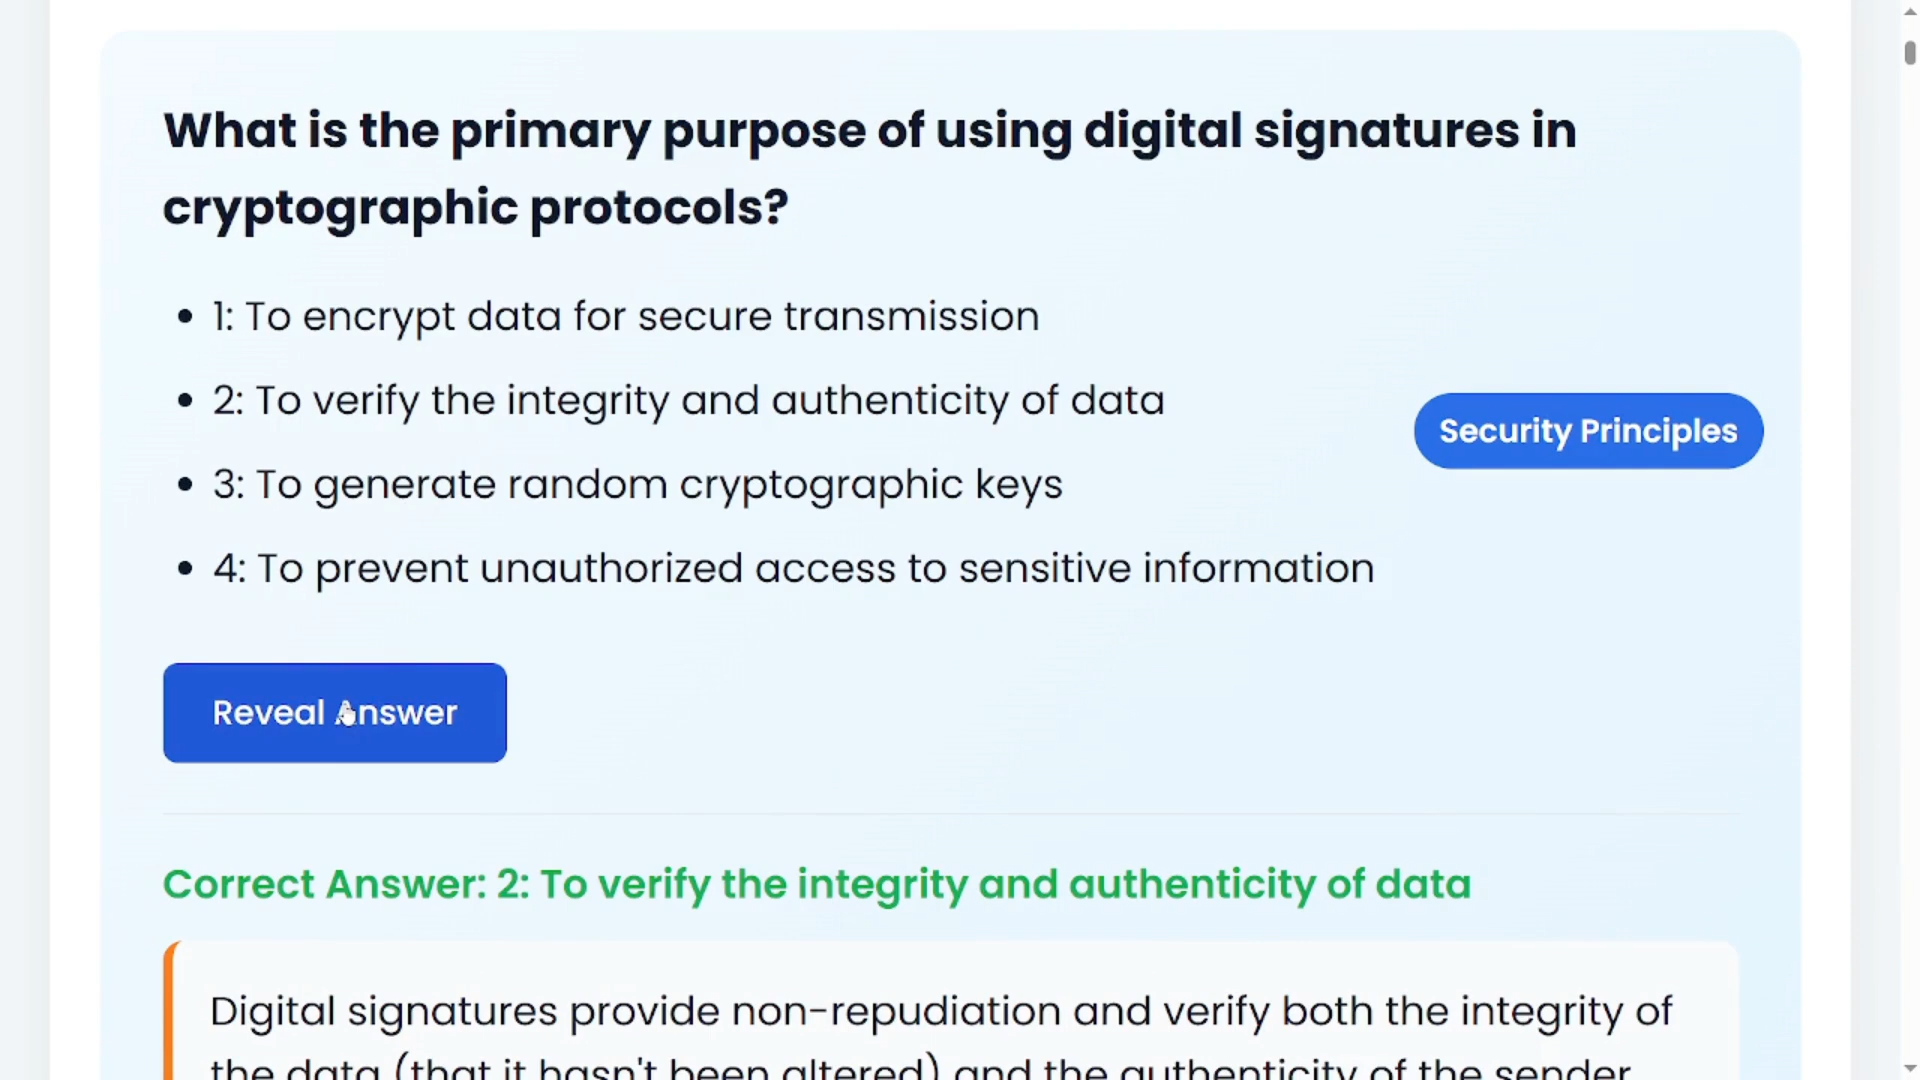 What is the primary purpose of using digital signatures in
cryptographic protocols?
1: To encrypt data for secure transmission
2: To verify the integrity and authenticity of data
3: To generate random cryptographic keys
4: To prevent unauthorized access to sensitive information
Security Principles
Reveal Answer
Correct Answer: 2: To verify the integrity and authenticity of data
Digital signatures provide non-repudiation and verify both the integrity of
the data (that it hasn't been altered) and the authenticity of the sender